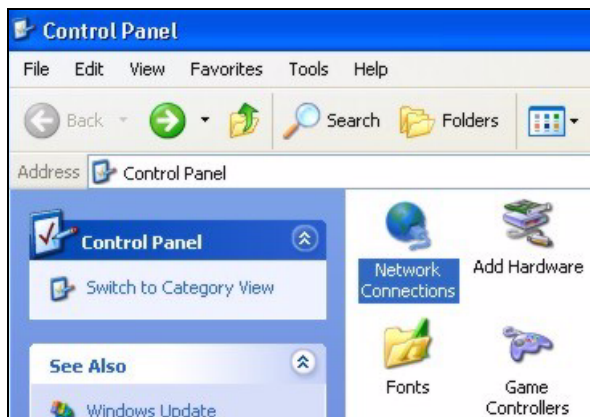 Control Panel
File Edit View Favorites Tools Help
Back Search Folders
Address Control Panel
Control Panel
Switch to Category View
See Also
Windows Update
Network
Connections
Add Hardware
Fonts
Game
Controllers